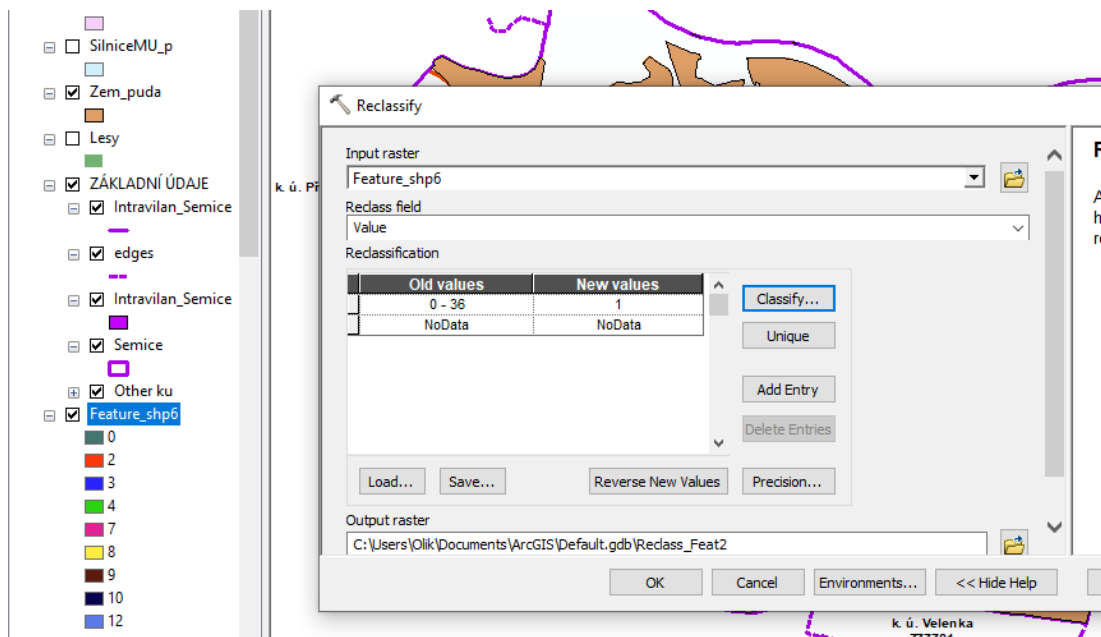 SilniceMU_p
Zem_puda
Lesy
ZÁKLADNÍ ÚDAJE
Intravilan_Semice
edges
Intravilan_Semice
Semice
Other ku
Feature_shp6
0
2
3
4
7
8
9
10
12
k. ú. Př
Reclassify
Input raster
Feature_shp6
Reclass field
Value
Reclassification
Old values New values
0 - 36 1
NoData NoData
Classify...
Unique
Add Entry
Delete Entries
Load... Save... Reverse New Values Precision...
Output raster
C:\Users\Olik\Documents\ArcGIS\Default.gdb\Reclass_Feat2
OK Cancel Environments... << Hide Help
k. ú. Velenka